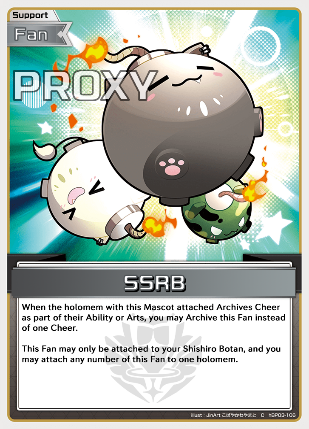 Support
Fan
PROXY
SSRB
When the holomem with this Mascot attached Archives Cheer
as part of their Ability or Arts, you may Archive this Fan instead
of one Cheer.
This Fan may only be attached to your Shishiro Botan, and you
may attach any number of this Fan to one holomem.